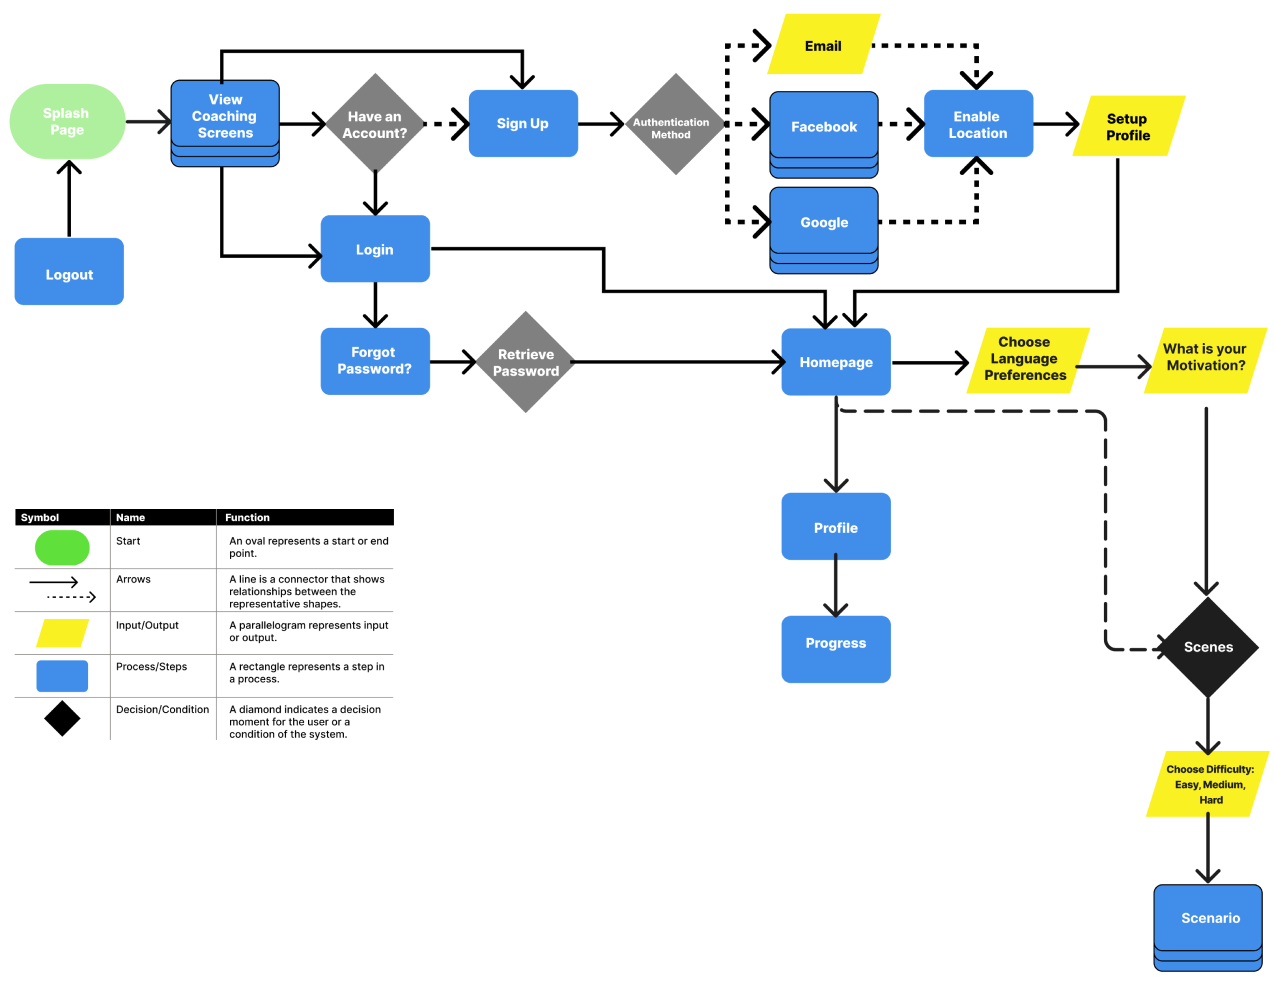 Email
Splash
Page
View
Coaching
Screens
Have an
Account?
Sign Up
Authentication
Method
Facebook
Enable
Location
Setup
Profile
Google
Login
Logout
Forgot
Password?
Retrieve
Password
Homepage
Choose
Language
Preferences
What is your
Motivation?
Profile
Progress
Scenes
Choose Difficulty:
Easy, Medium,
Hard
Scenario
Symbol Name Function
Start An oval represents a start or end
point.
Arrows A line is a connector that shows
relationships between the
representative shapes.
Input/Output A parallelogram represents input
or output.
Process/Steps A rectangle represents a step in
a process.
Decision/Condition A diamond indicates a decision
moment for the user or a
condition of the system.